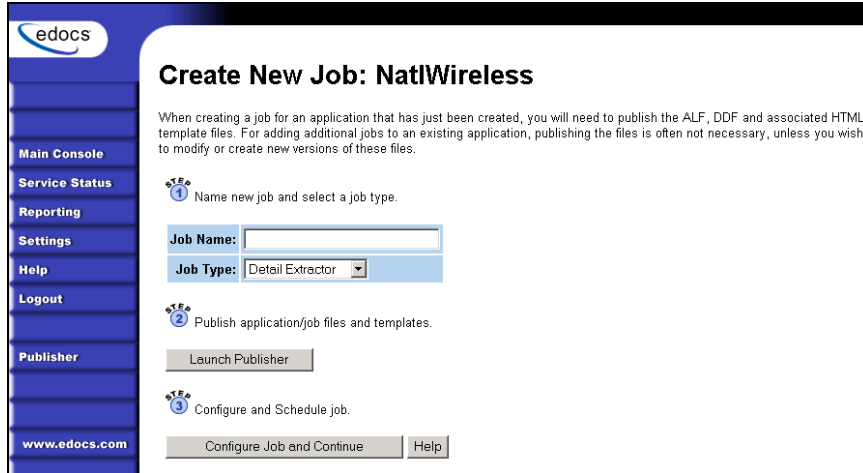 edocs
Create New Job: NatlWireless
When creating a job for an application that has just been created, you will need to publish the ALF, DDF and associated HTML
template files. For adding additional jobs to an existing application, publishing the files is often not necessary, unless you wish
to modify or create new versions of these files.
Main Console
Service Status
Reporting
Settings
Help
Logout
Publisher
www.edocs.com
STEP 1 Name new job and select a job type.
Job Name:
Job Type: Detail Extractor
STEP 2 Publish application/job files and templates.
Launch Publisher
STEP 3 Configure and Schedule job.
Configure Job and Continue Help